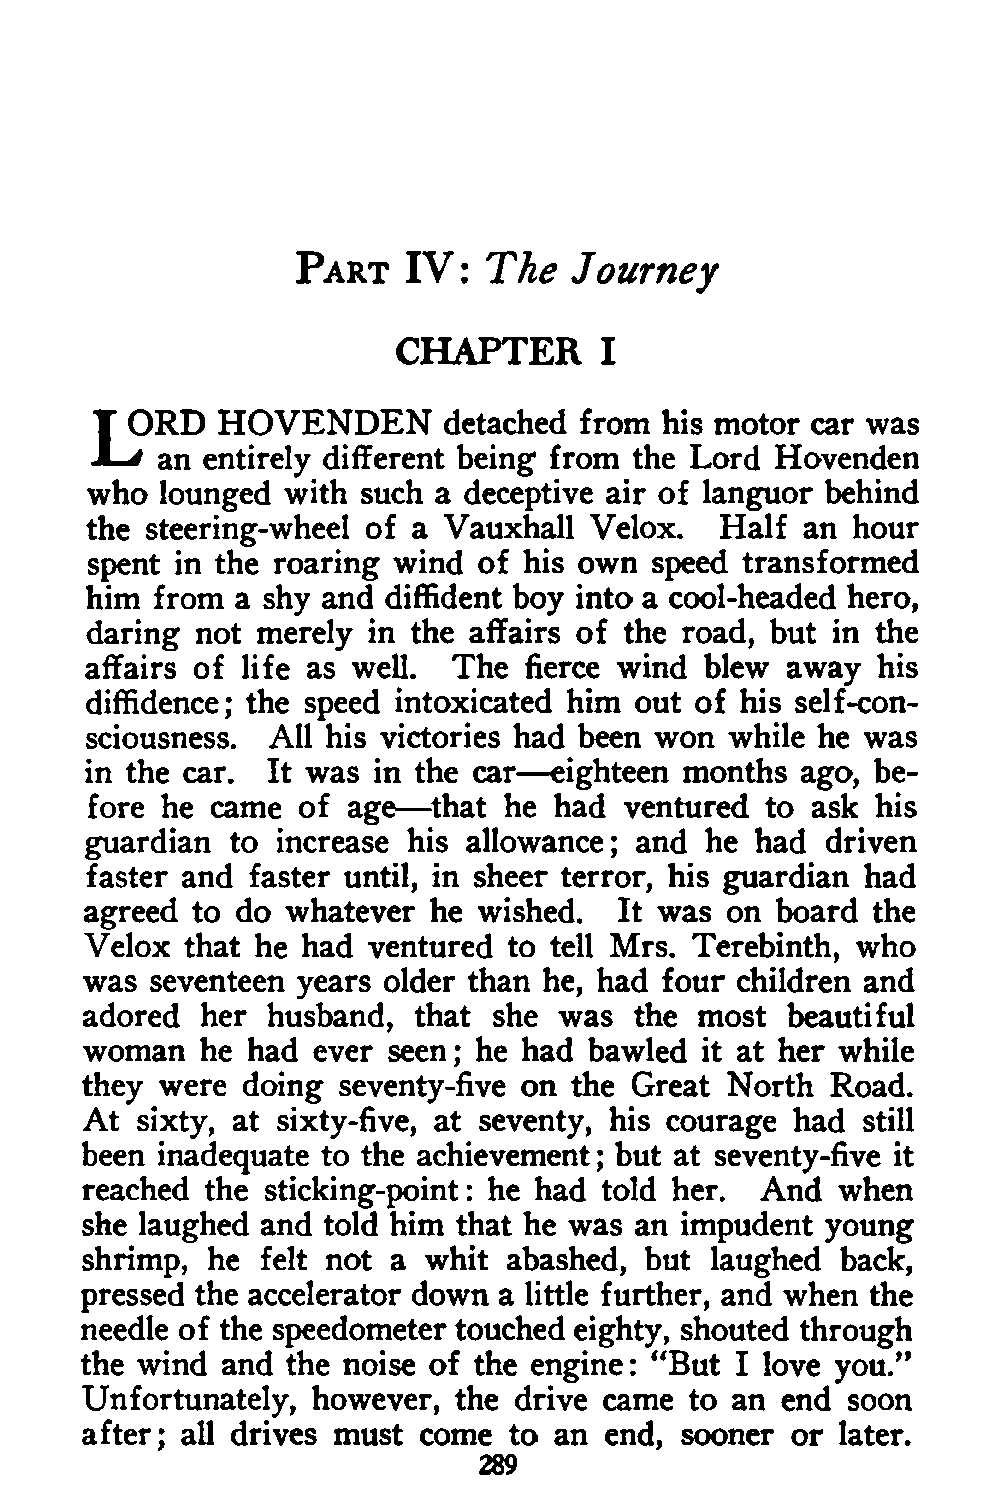 PART IV: The Journey
CHAPTER I
LORD HOVENDEN detached from his motor car was
an entirely different being from the Lord Hovenden
who lounged with such a deceptive air of languor behind
the steering-wheel of a Vauxhall Velox. Half an hour
spent in the roaring wind of his own speed transformed
him from a shy and diffident boy into a cool-headed hero,
daring not merely in the affairs of the road, but in the
affairs of life as well. The fierce wind blew away his
diffidence; the speed intoxicated him out of his self-con-
sciousness. All his victories had been won while he was
in the car. It was in the car—eighteen months ago, be-
fore he came of age—that he had ventured to ask his
guardian to increase his allowance; and he had driven
faster and faster until, in sheer terror, his guardian had
agreed to do whatever he wished. It was on board the
Velox that he had ventured to tell Mrs. Terebinth, who
was seventeen years older than he, had four children and
adored her husband, that she was the most beautiful
woman he had ever seen; he had bawled it at her while
they were doing seventy-five on the Great North Road.
At sixty, at sixty-five, at seventy, his courage had still
been inadequate to the achievement; but at seventy-five it
reached the sticking-point: he had told her. And when
she laughed and told him that he was an impudent young
shrimp, he felt not a whit abashed, but laughed back,
pressed the accelerator down a little further, and when the
needle of the speedometer touched eighty, shouted through
the wind and the noise of the engine: “But I love you.”
Unfortunately, however, the drive came to an end soon
after; all drives must come to an end, sooner or later.
289